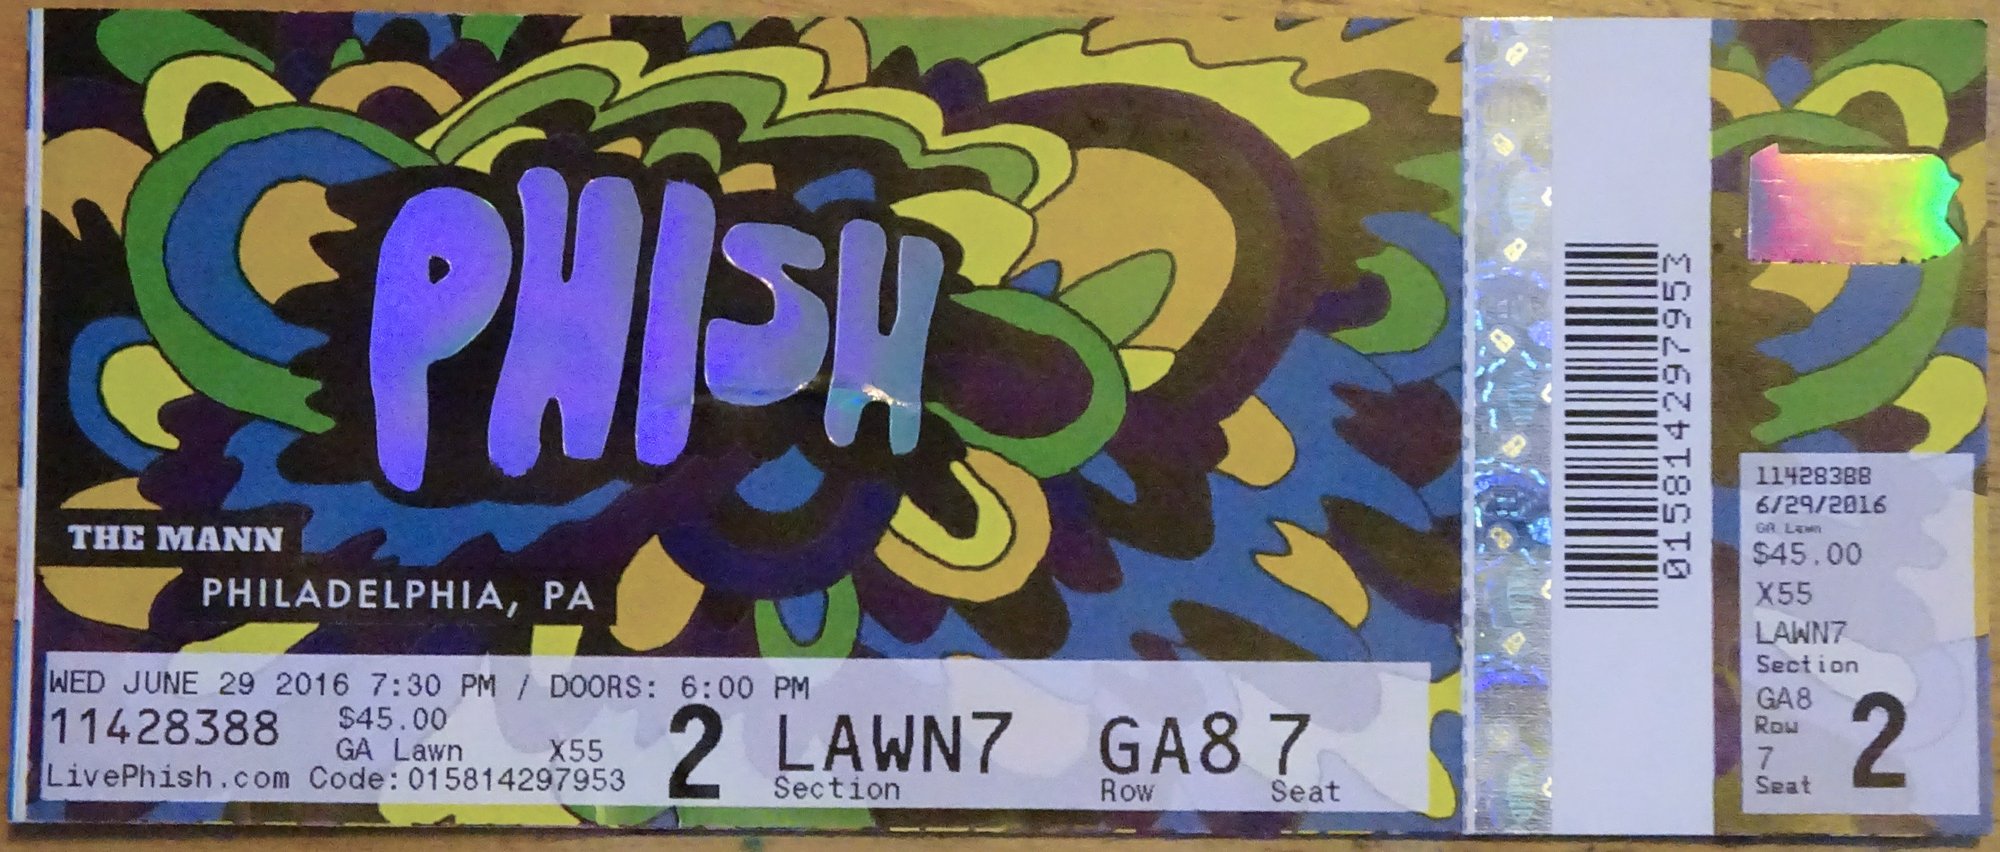 PHISH
THE MANN
PHILADELPHIA, PA
WED JUNE 29 2016 7:30 PM / DOORS: 6:00 PM
11428388 $45.00
GA Lawn X55
LivePhish.com Code:015814297953
2 LAWN7 GA8 7
Section Row Seat
015814297953
11428388
6/29/2016
GA Lawn
$45.00
X55
LAWN7
Section
GA8
Row
7
Seat
2